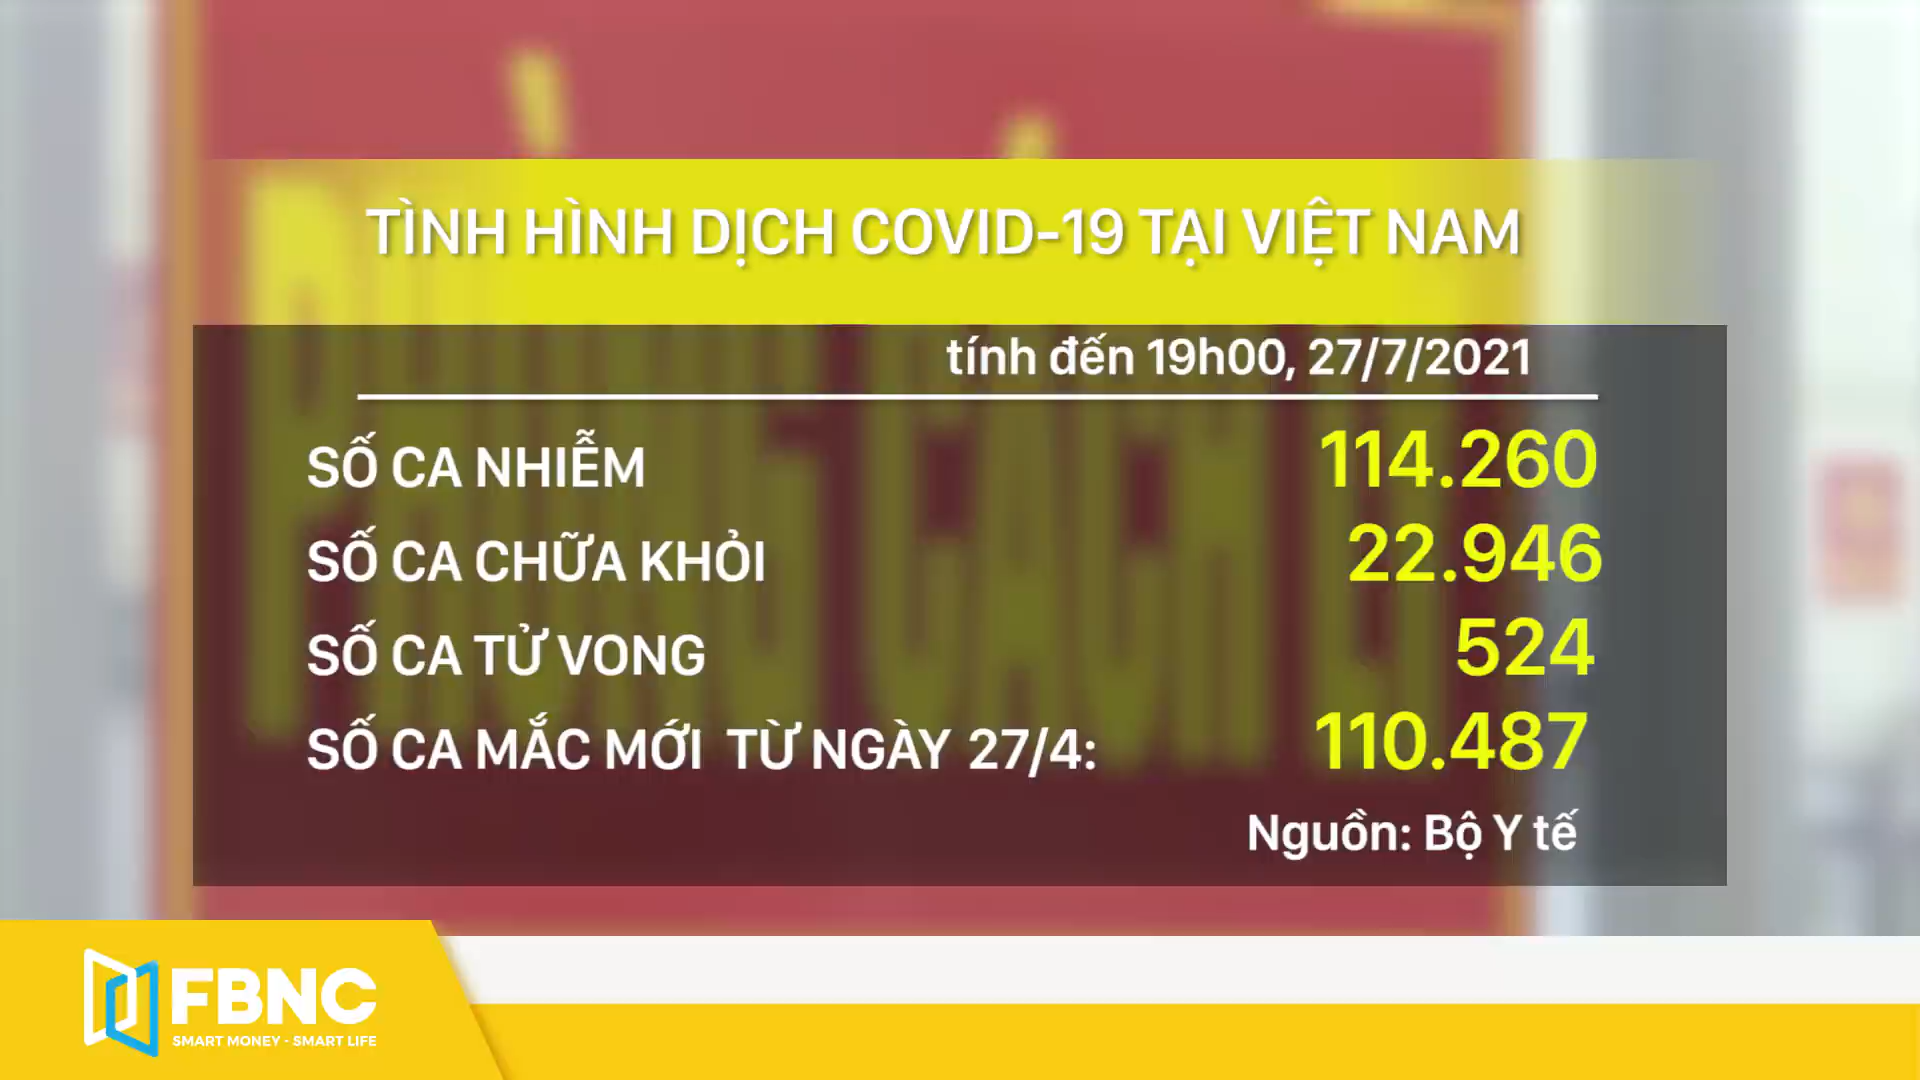 TÌNH HÌNH DỊCH COVID-19 TẠI VIỆT NAM
tính đến 19h00, 27/7/2021
SỐ CA NHIỄM 114.260
SỐ CA CHỮA KHỎI 22.946
SỐ CA TỬ VONG 524
SỐ CA MẮC MỚI TỪ NGÀY 27/4: 110.487
Nguồn: Bộ Y tế
FBNC
SMART MONEY - SMART LIFE